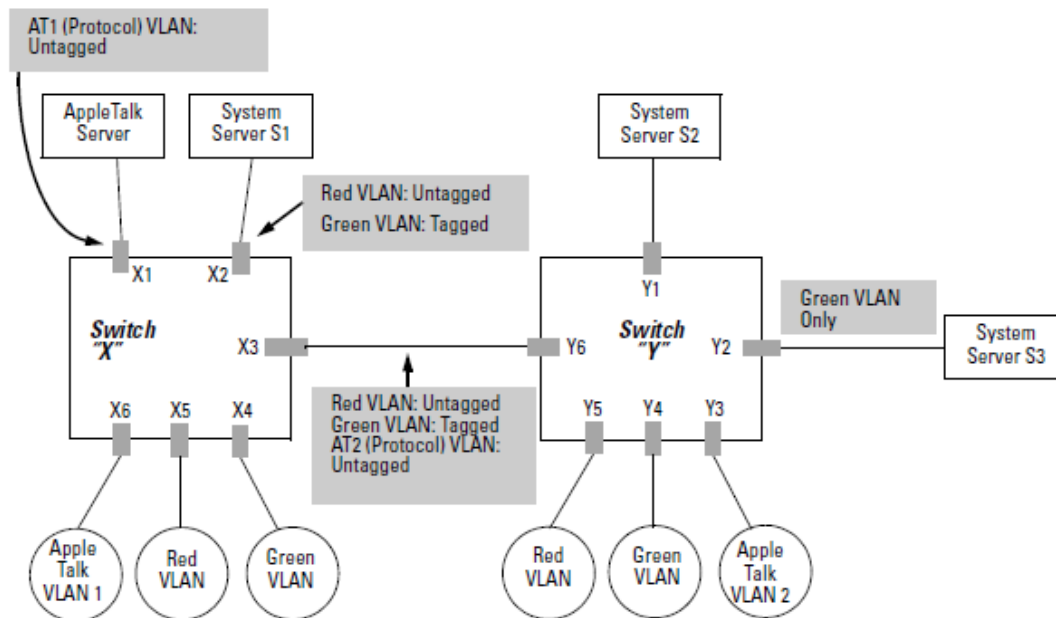 AT1 (Protocol) VLAN:
Untagged
AppleTalk
Server
System
Server S1
System
Server S2
Red VLAN: Untagged
Green VLAN: Tagged
X1
X2
Y1
Green VLAN
Only
Switch
"X"
X3
Y6
Switch
"Y"
Y2
System
Server S3
X6
X5
X4
Red VLAN: Untagged
Green VLAN: Tagged
AT2 (Protocol) VLAN:
Untagged
Y5
Y4
Y3
Apple
Talk
VLAN 1
Red
VLAN
Green
VLAN
Red
VLAN
Green
VLAN
Apple
Talk
VLAN 2